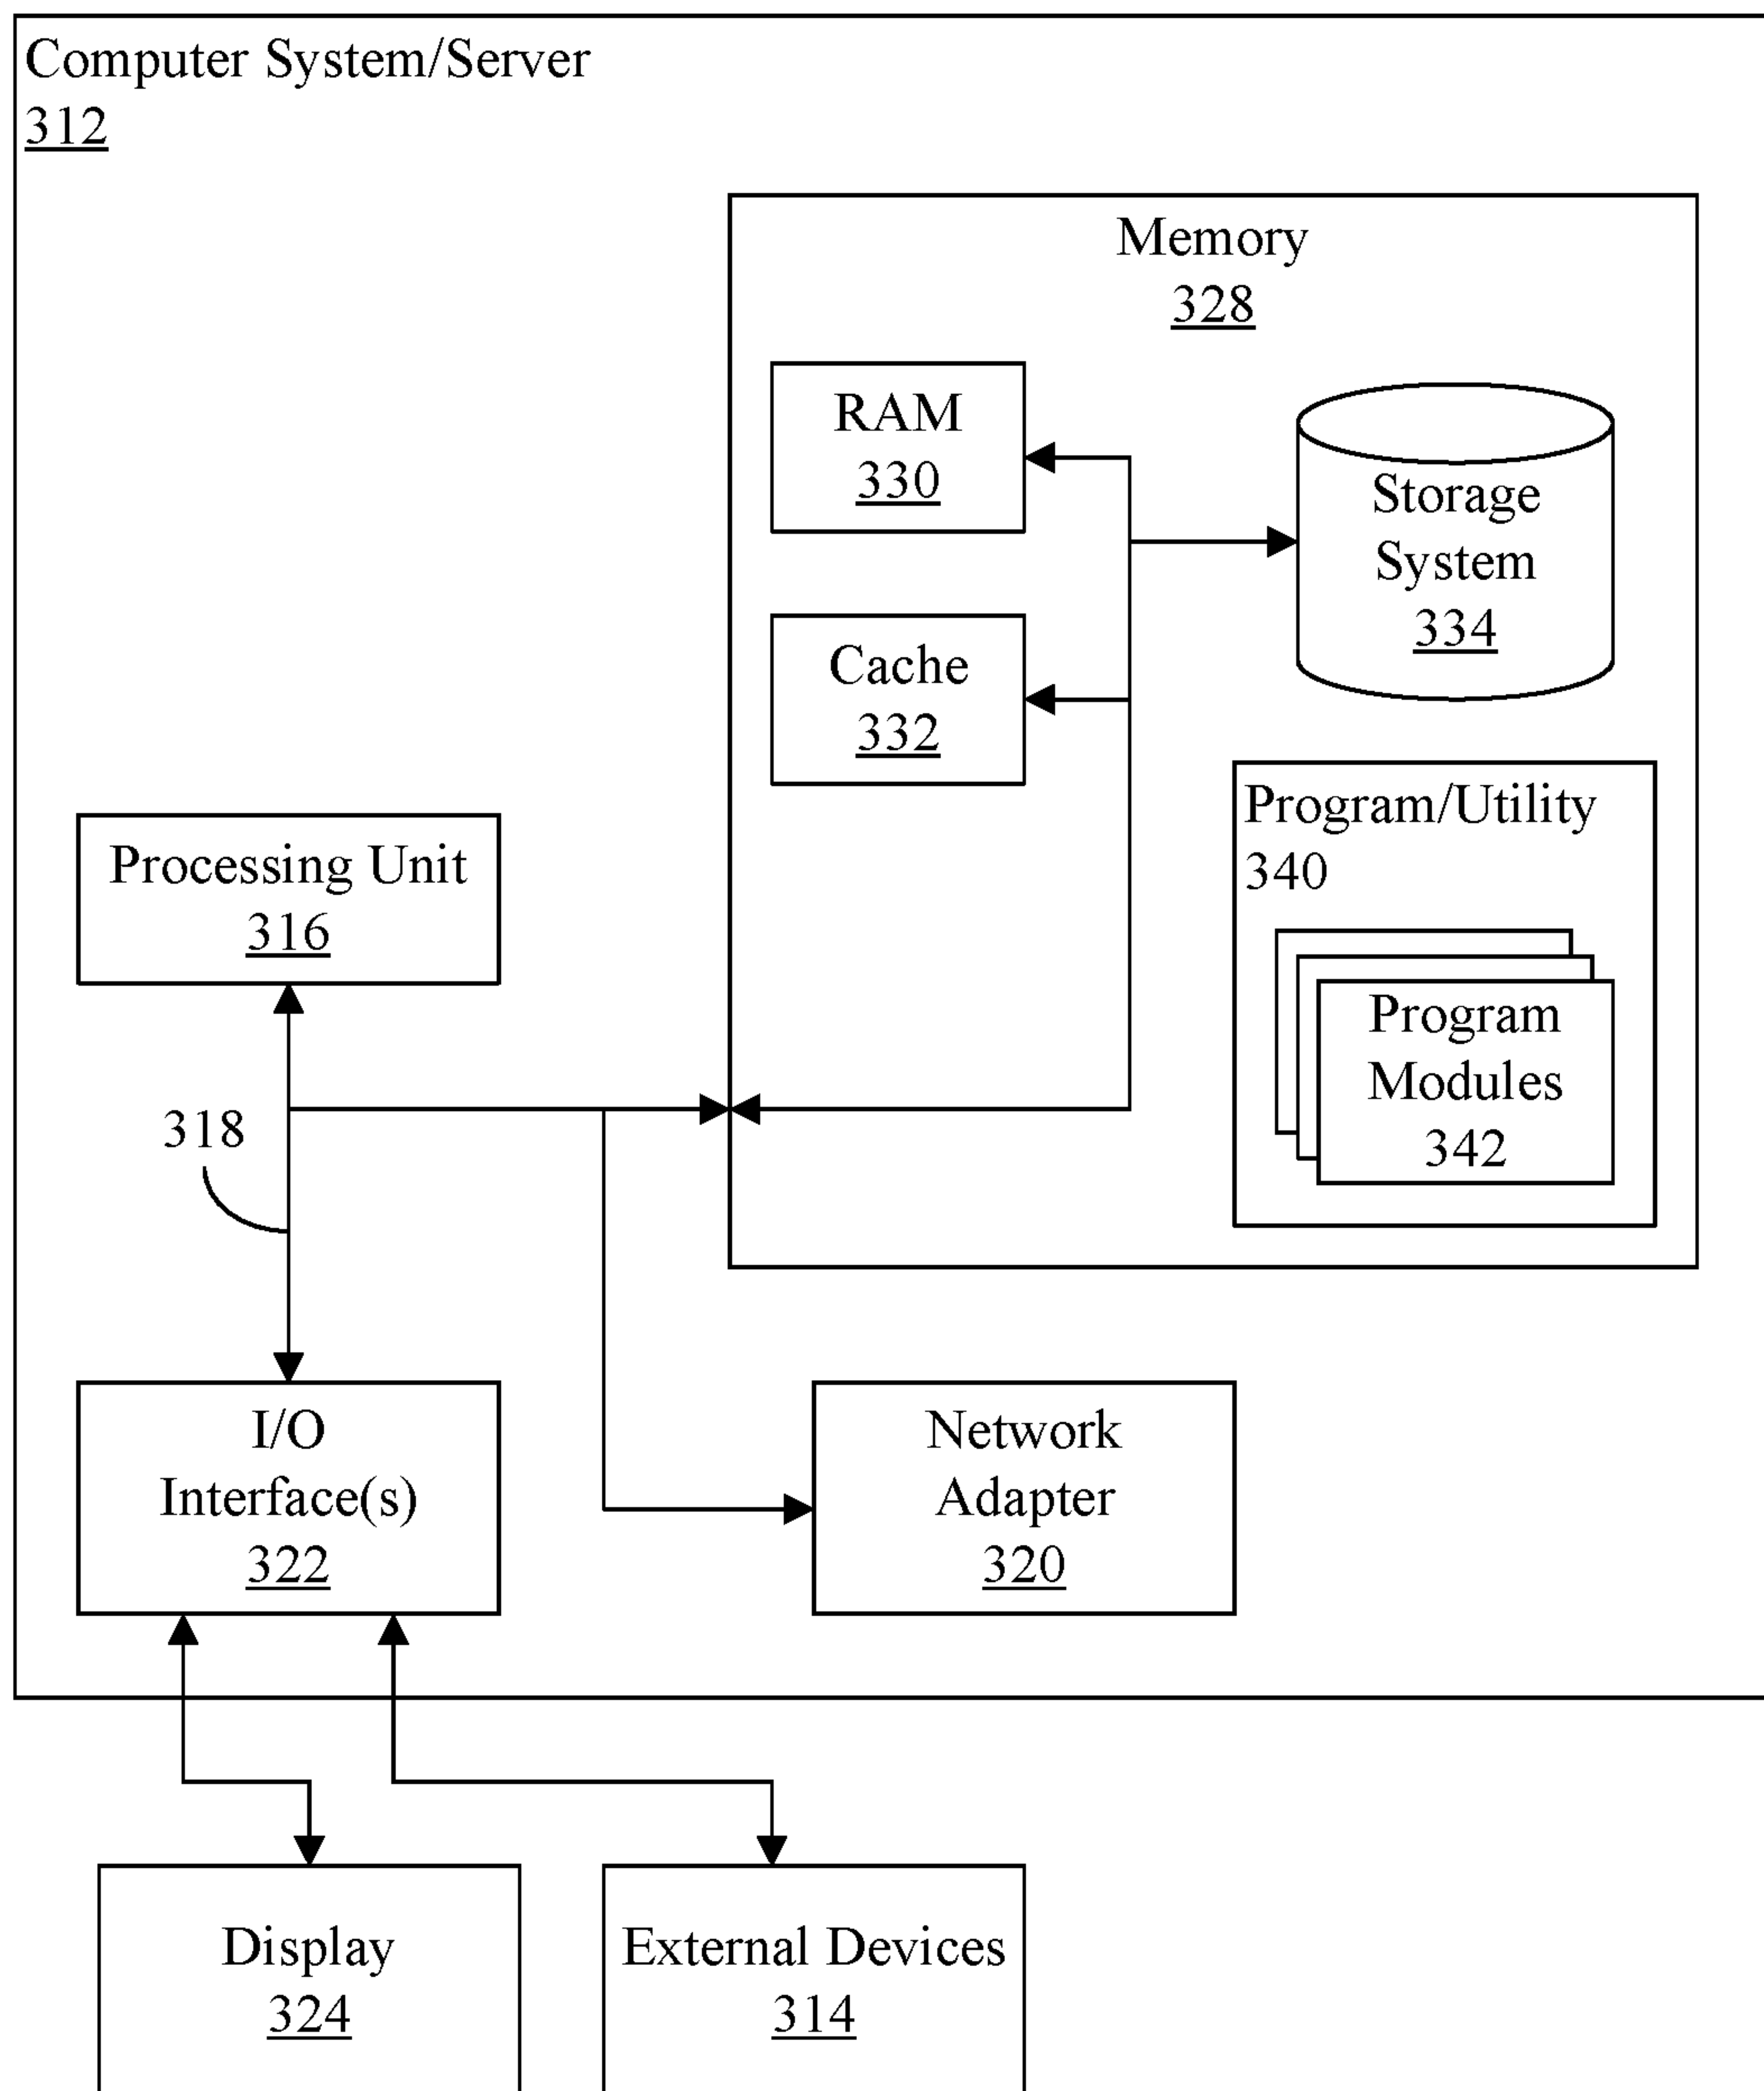 Computer System/Server
312
Memory
328
RAM
330
Storage
System
334
Cache
332
Program/Utility
340
Program
Modules
342
Processing Unit
316
318
I/O
Interface(s)
322
Network
Adapter
320
Display
324
External Devices
314